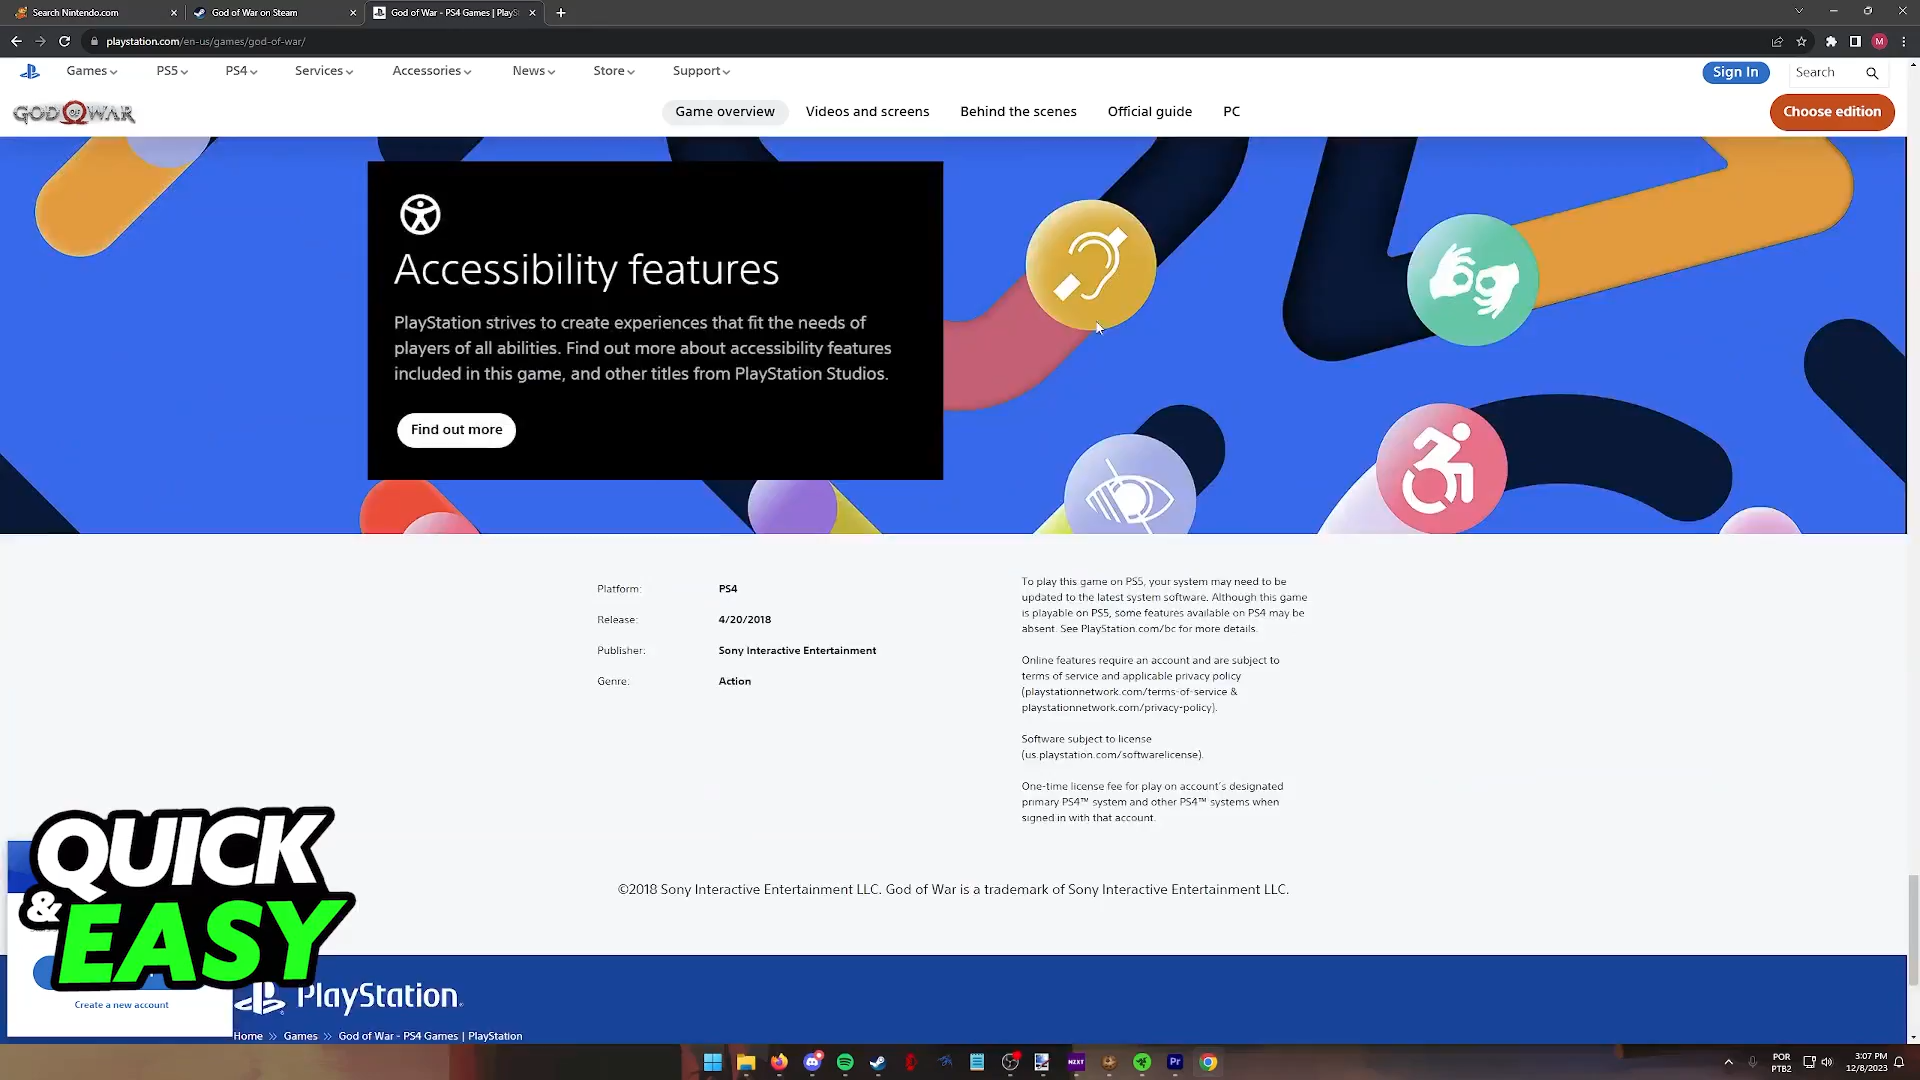 Search Nintendo.com
God of War on Steam
God of War - PS4 Games | PlaySt
playstation.com/en-us/games/god-of-war/
M
Games
PS5
PS4
Services
Accessories
News
Store
Support
Sign In
Search
GOD OF WAR
Game overview
Videos and screens
Behind the scenes
Official guide
PC
Choose edition
Accessibility features
PlayStation strives to create experiences that fit the needs of
players of all abilities. Find out more about accessibility features
included in this game, and other titles from PlayStation Studios.
Find out more
Platform: PS4
Release: 4/20/2018
Publisher: Sony Interactive Entertainment
Genre: Action
To play this game on PS5, your system may need to be
updated to the latest system software. Although this game
is playable on PS5, some features available on PS4 may be
absent. See PlayStation.com/bc for more details.
Online features require an account and are subject to
terms of service and applicable privacy policy
(playstationnetwork.com/terms-of-service &
playstationnetwork.com/privacy-policy).
Software subject to license
(us.playstation.com/softwarelicense).
One-time license fee for play on account's designated
primary PS4™ system and other PS4™ systems when
signed in with that account.
©2018 Sony Interactive Entertainment LLC. God of War is a trademark of Sony Interactive Entertainment LLC.
QUICK
& EASY
Create a new account
PlayStation.
Home » Games » God of War - PS4 Games | PlayStation
NZXT
Pr
POR
PTB2
3:07 PM
12/8/2023